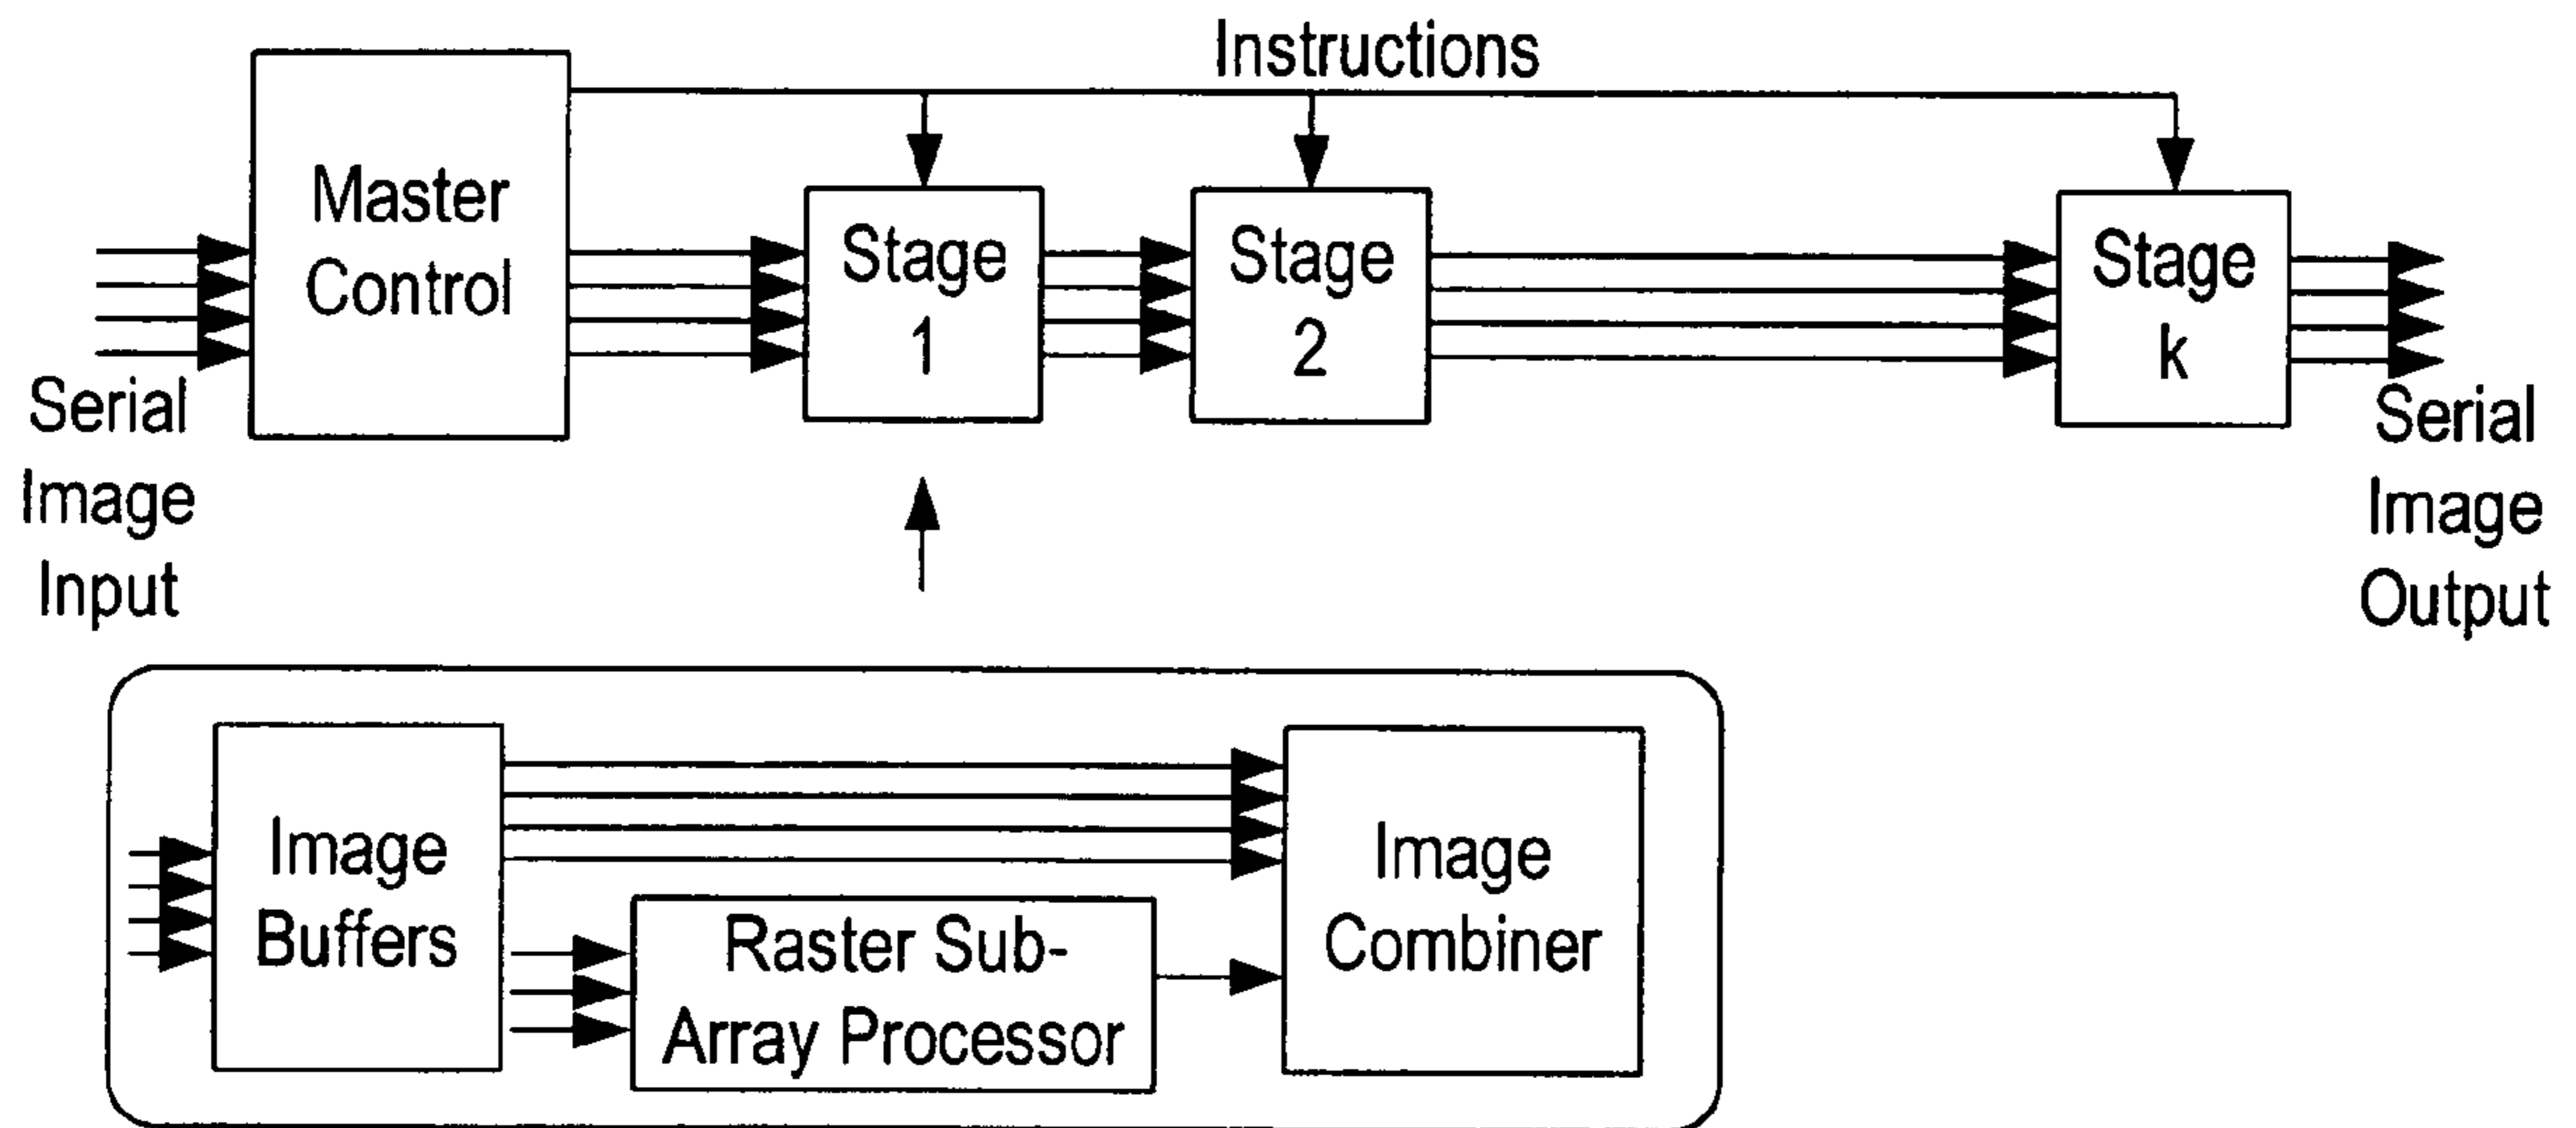 Instructions
Master
Control
Stage
1
Stage
2
Stage
k
Serial
Image
Input
Serial
Image
Output
Image
Buffers
Raster Sub-
Array Processor
Image
Combiner